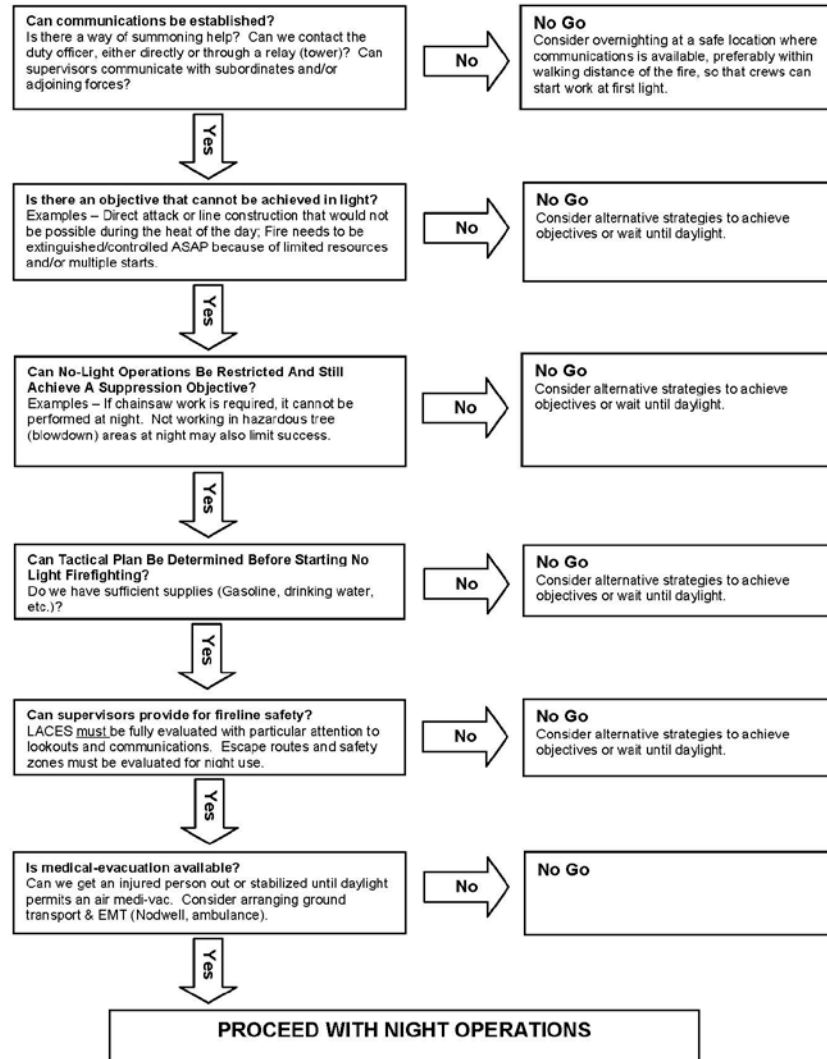 Can communications be established?
Is there a way of summoning help? Can we contact the
duty officer, either directly or through a relay (tower)? Can
supervisors communicate with subordinates and/or
adjoining forces?
No
No Go
Consider overnighting at a safe location where
communications is available, preferably within
walking distance of the fire, so that crews can
start work at first light.
Yes
Is there an objective that cannot be achieved in light?
Examples – Direct attack or line construction that would not
be possible during the heat of the day; Fire needs to be
extinguished/controlled ASAP because of limited resources
and/or multiple starts.
No
No Go
Consider alternative strategies to achieve
objectives or wait until daylight.
Yes
Can No-Light Operations Be Restricted And Still
Achieve A Suppression Objective?
Examples – If chainsaw work is required, it cannot be
performed at night. Not working in hazardous tree
(blowdown) areas at night may also limit success.
No
No Go
Consider alternative strategies to achieve
objectives or wait until daylight.
Yes
Can Tactical Plan Be Determined Before Starting No
Light Firefighting?
Do we have sufficient supplies (Gasoline, drinking water,
etc.)?
No
No Go
Consider alternative strategies to achieve
objectives or wait until daylight.
Yes
Can supervisors provide for fireline safety?
LACES must be fully evaluated with particular attention to
lookouts and communications. Escape routes and safety
zones must be evaluated for night use.
No
No Go
Consider alternative strategies to achieve
objectives or wait until daylight.
Yes
Is medical-evacuation available?
Can we get an injured person out or stabilized until daylight
permits an air medi-vac. Consider arranging ground
transport & EMT (Nodwell, ambulance).
No
No Go
Yes
PROCEED WITH NIGHT OPERATIONS